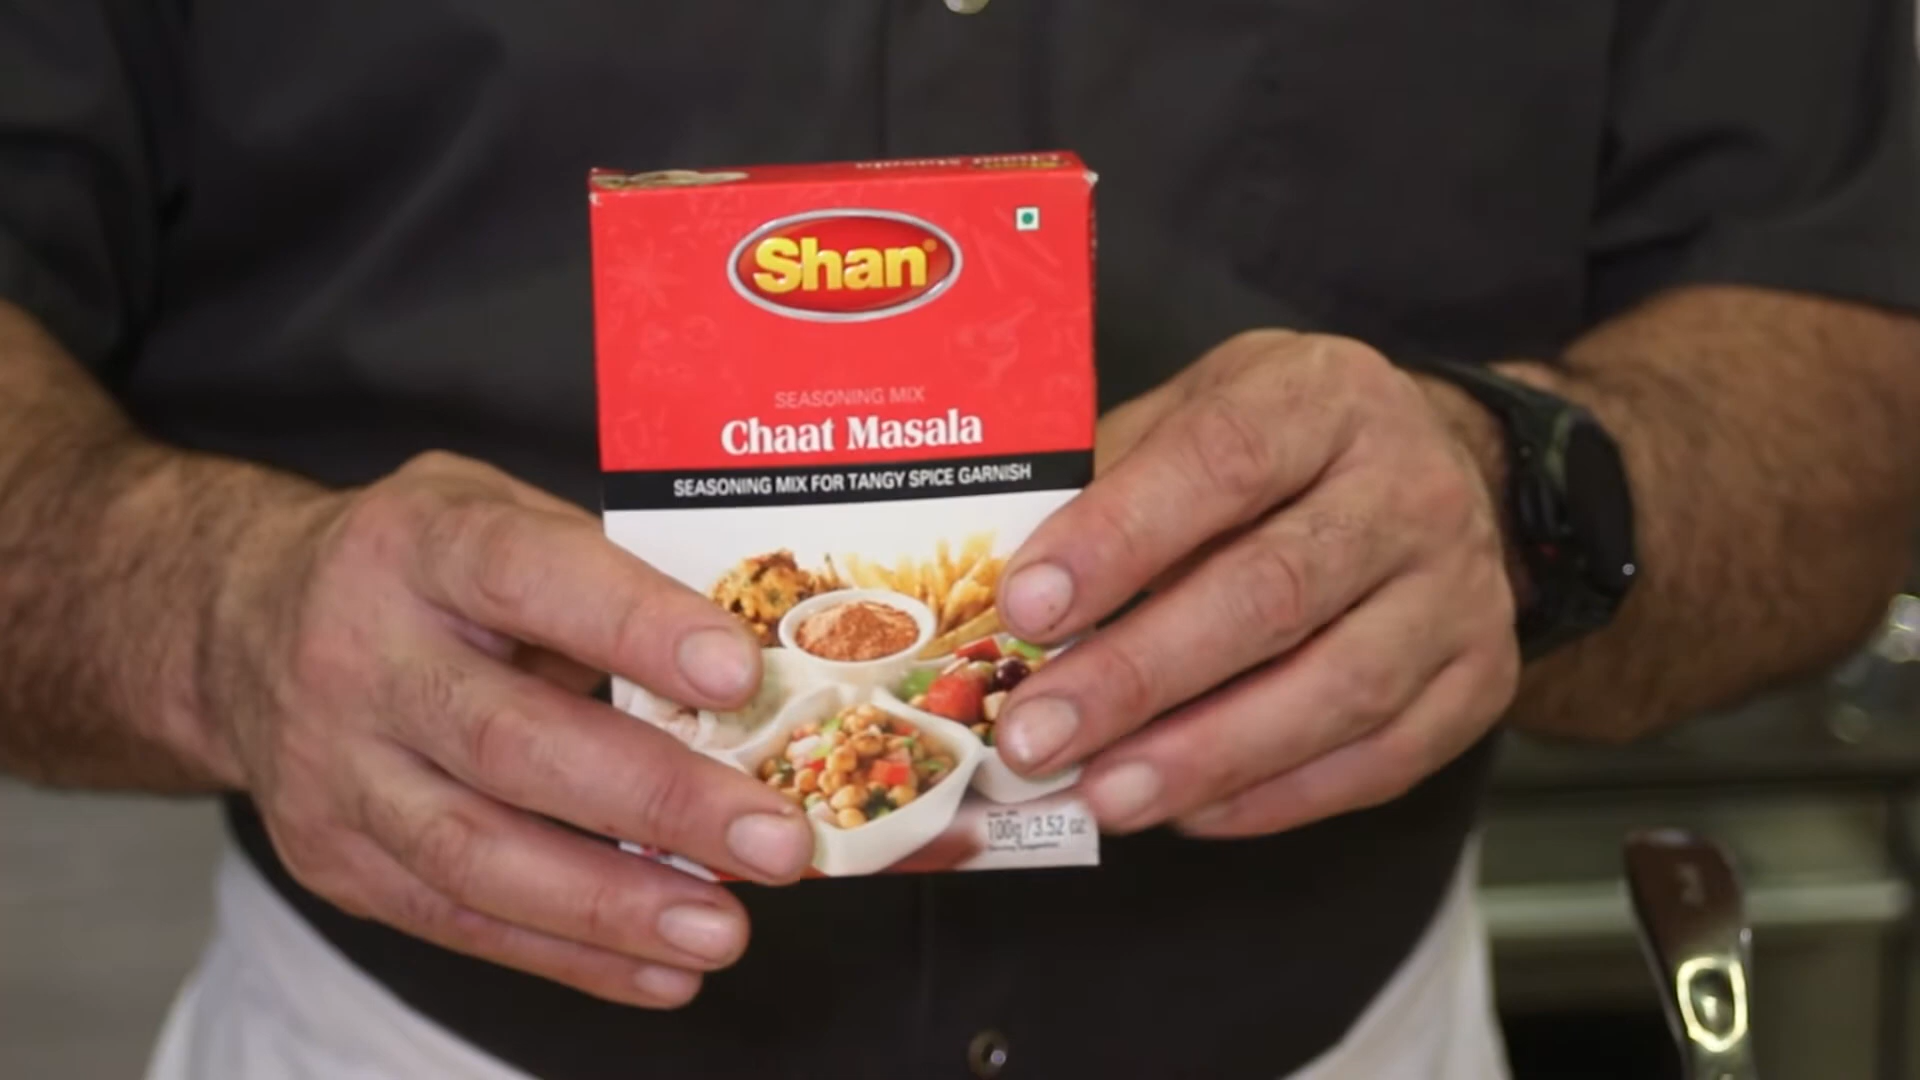 Shan
SEASONING MIX
Chaat Masala
SEASONING MIX FOR TANGY SPICE GARNISH
100g/3.52 oz